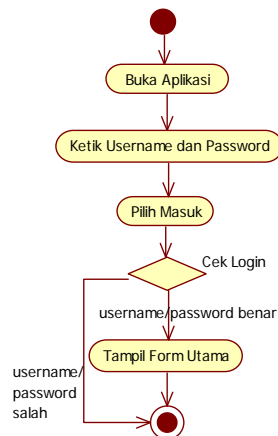 Buka Aplikasi
Ketik Username dan Password
Pilih Masuk
Cek Login
username/password benar
Tampil Form Utama
username/
password
salah